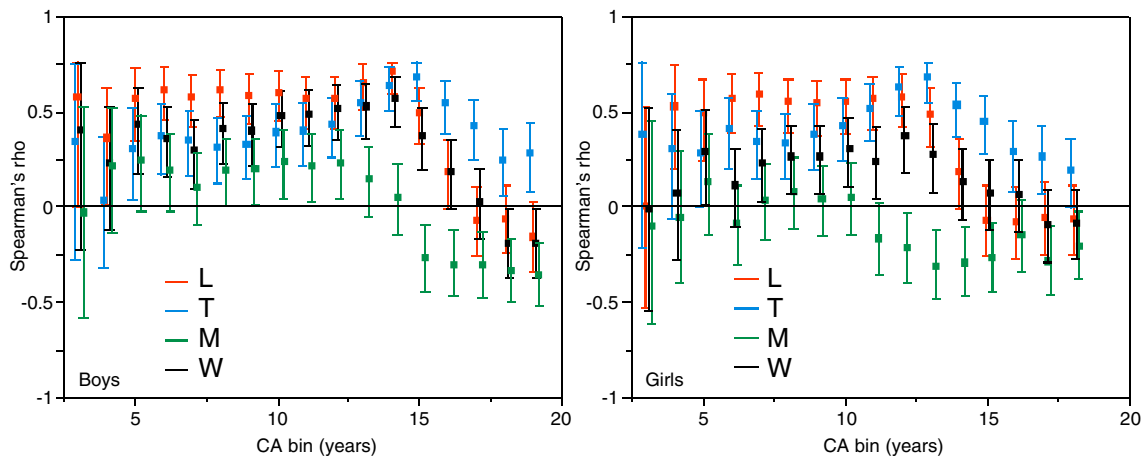 1
0.5
0
-0.5
-1
Spearman's rho
L
T
M
W
Boys
5
10
15
20
CA bin (years)
1
0.5
0
-0.5
-1
Spearman's rho
L
T
M
W
Girls
5
10
15
20
CA bin (years)